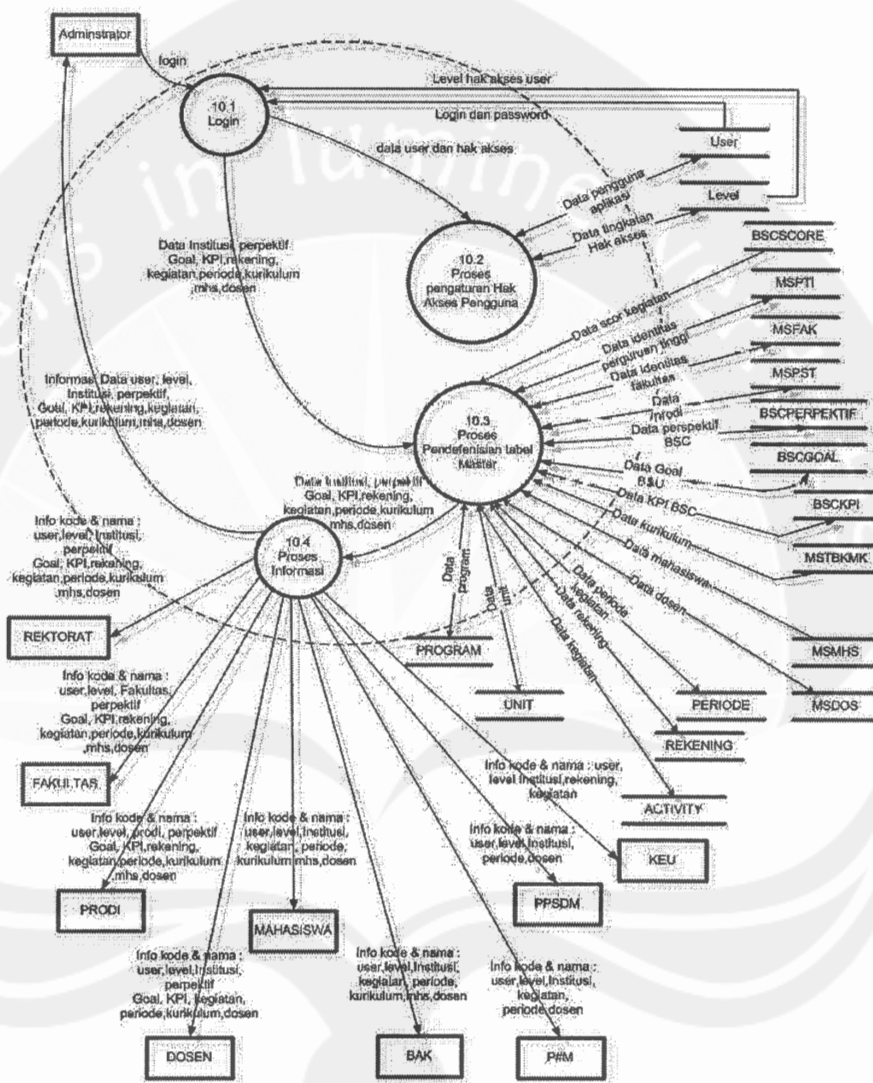 Adminstrator
login
10.1
Login
Level hak akses user
Login dan password
data user dan hak akses
User
Level
Data pengguna
aplikasi
Data tingkatan
Hak akses
10.2
Proses
pengaturan Hak
Akses Pengguna
Data Institusi, perpektif
Goal, KPI,rekening,
kegiatan,periode,kurikulum
,mhs,dosen
BSCSCORE
MSPTI
MSFAK
MSPST
BSCPERPEKTIF
BSCGOAL
BSCKPI
MSTBKMK
MSMHS
MSDOS
Data scor kegiatan
Data identitas
perguruan tinggi
Data identitas
fakultas
Data
Data perspektif
BSC
Data Goal
Data KPI BSC
Data kurikulum
Data mahasiswa
Data dosen
10.3
Proses
Pendefenisian tabel
Master
Informasi Data user, level,
Institusi, perpektif,
Goal, KPI,rekening,kegiatan,
periode,kurikulum,mhs,dosen
Data Institusi, perpektif
Goal, KPI,rekening,
kegiatan,periode,kurikulum
mhs,dosen
Info kode & nama :
user,level, Institusi,
perpektif
Goal, KPI,rekening,
kegiatan,periode,kurikulum
,mhs,dosen
10.4
Proses
Informasi
Data
program
Data
unit
Data periode
kegiatan
Data rekening
Data kegiatan
REKTORAT
PROGRAM
UNIT
PERIODE
REKENING
ACTIVITY
Info kode & nama :
user,level, Fakultas,
perpektif
Goal, KPI,rekening,
kegiatan,periode,kurikulum
,mhs,dosen
FAKULTAS
Info kode & nama : user,
level Institusi,rekening,
kegiatan
KEU
Info kode & nama :
user,level, prodi, perpektif
Goal, KPI,rekening,
kegiatan,periode,kurikulum
,mhs,dosen
PRODI
Info kode & nama :
user,level,Institusi,
kegiatan, periode,
kurikulum,mhs,dosen
MAHASISWA
Info kode & nama :
user,level,Institusi,
periode,dosen
PPSDM
Info kode & nama :
user,level,Institusi,
perpektif
Goal, KPI, kegiatan,
periode,kurikulum,dosen
DOSEN
Info kode & nama :
user,level,Institusi,
kegiatan, periode,
kurikulum,mhs,dosen
BAK
Info kode & nama :
user,level,Institusi,
kegiatan,
periode,dosen
P#M
in lumine